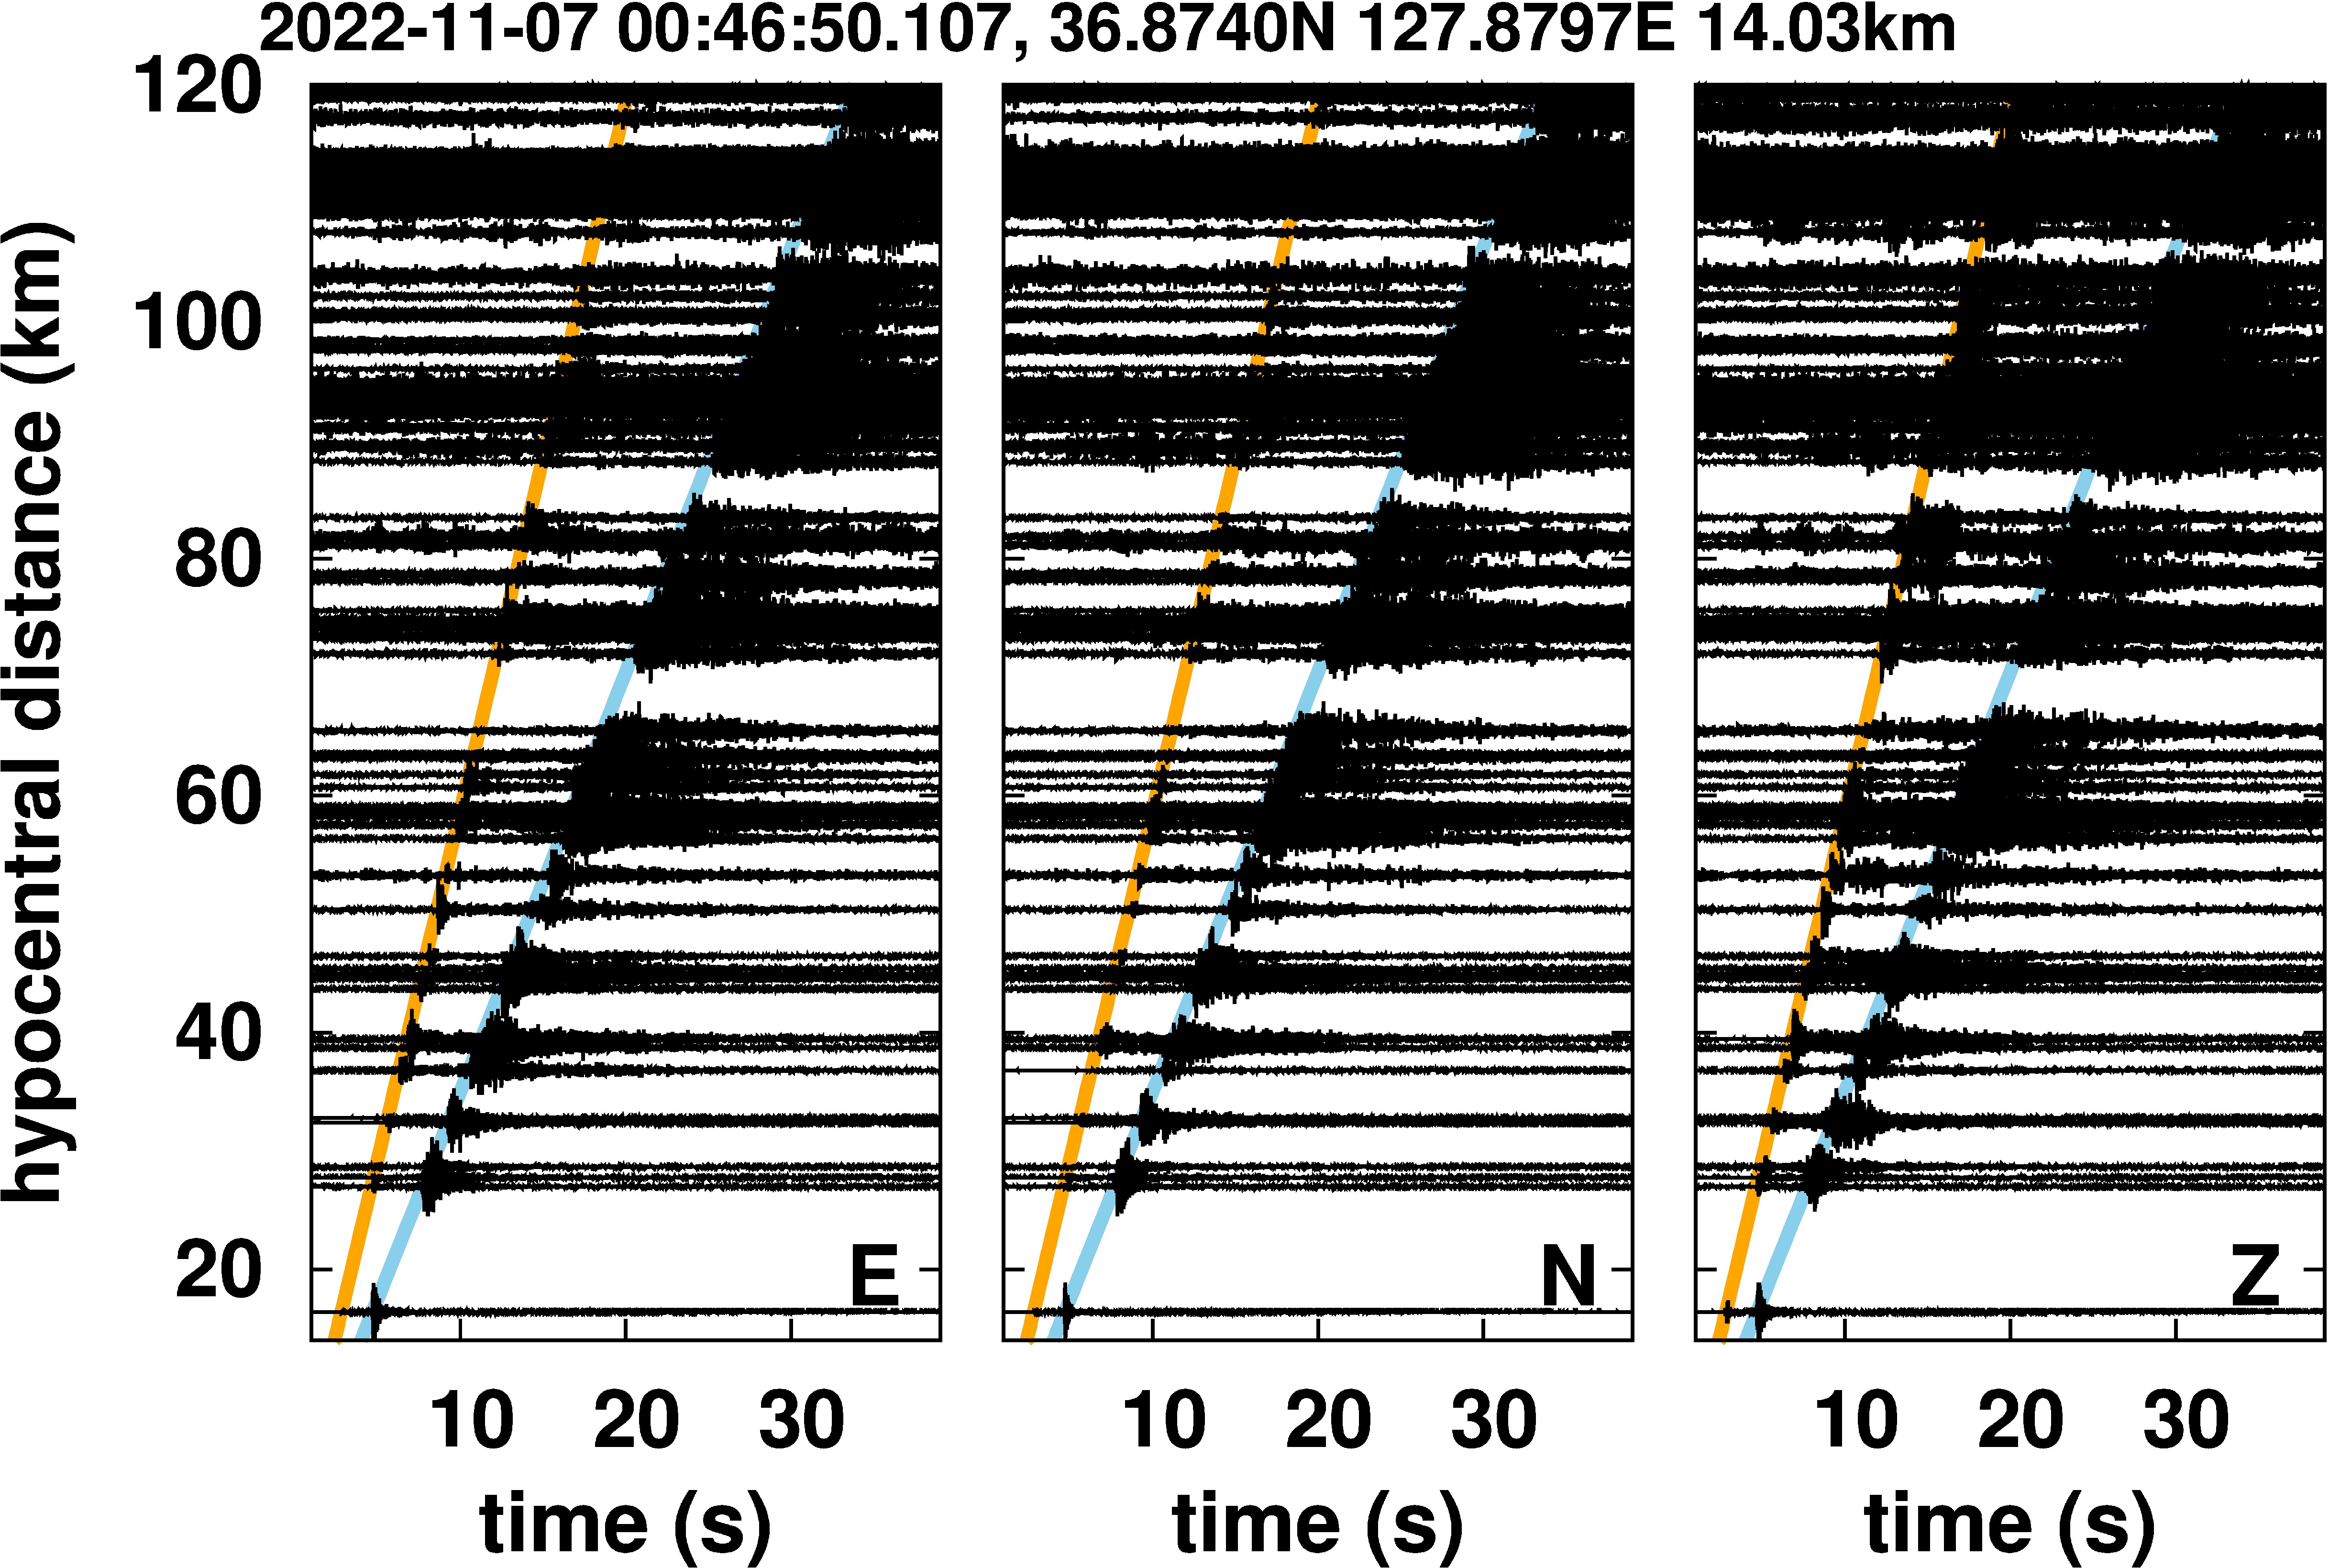 2022-11-07 00:46:50.107, 36.8740N 127.8797E 14.03km
hypocentral distance (km)
120
100
80
60
40
20
E
N
Z
10 20 30
10 20 30
10 20 30
time (s)
time (s)
time (s)